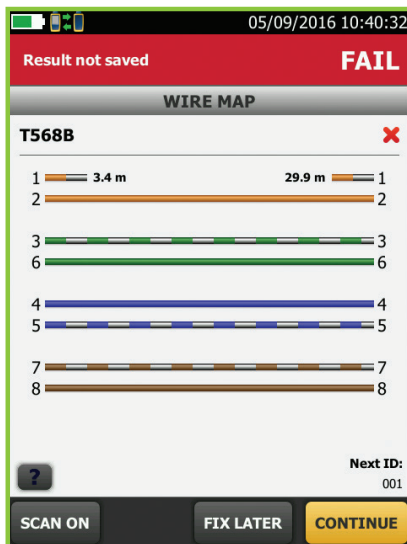 05/09/2016 10:40:32
Result not saved FAIL
WIRE MAP
T568B
1 3.4 m 29.9 m 1
2 2
3 3
6 6
4 4
5 5
7 7
8 8
? Next ID:
001
SCAN ON FIX LATER CONTINUE